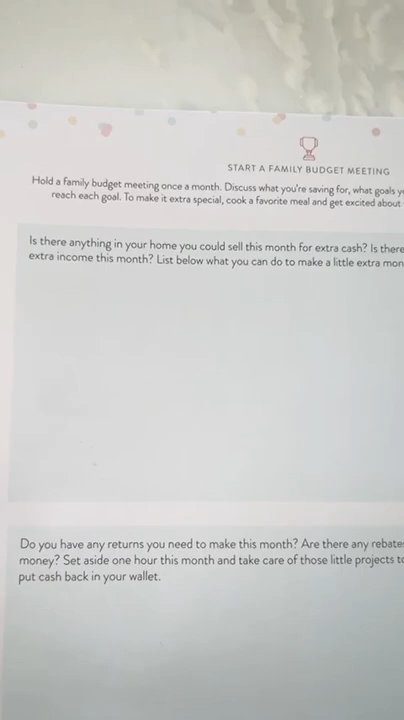 START A FAMILY BUDGET MEETING
Hold a family budget meeting once a month. Discuss what you're saving for, what goals
reach each goal. To make it extra special, cook a favorite meal and get excited about
Is there anything in your home you could sell this month for extra cash? Is there
extra income this month? List below what you can do to make a little extra
Do you have any returns you need to make this month? Are there any
money? Set aside one hour this month and take care of those little projects
put cash back in your wallet.